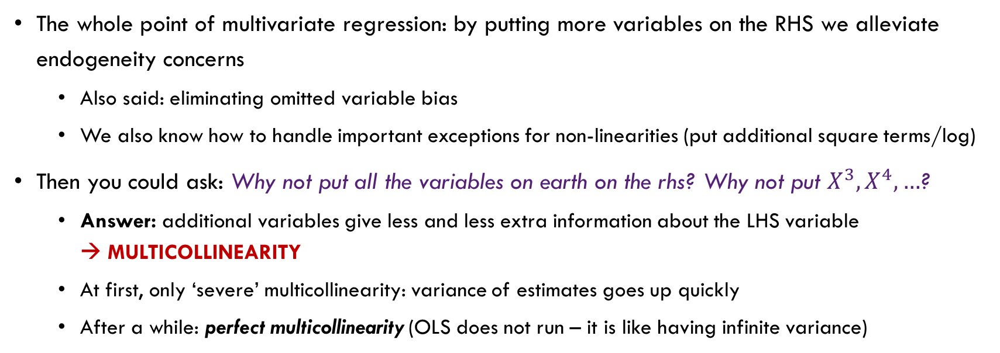 • The whole point of multivariate regression: by putting more variables on the RHS we alleviate
endogeneity concerns
• Also said: eliminating omitted variable bias
• We also know how to handle important exceptions for non-linearities (put additional square terms/log)
• Then you could ask: Why not put all the variables on earth on the rhs? Why not put X³, X⁴, …?
• Answer: additional variables give less and less extra information about the LHS variable
→ MULTICOLLINEARITY
• At first, only ‘severe’ multicollinearity: variance of estimates goes up quickly
• After a while: perfect multicollinearity (OLS does not run – it is like having infinite variance)